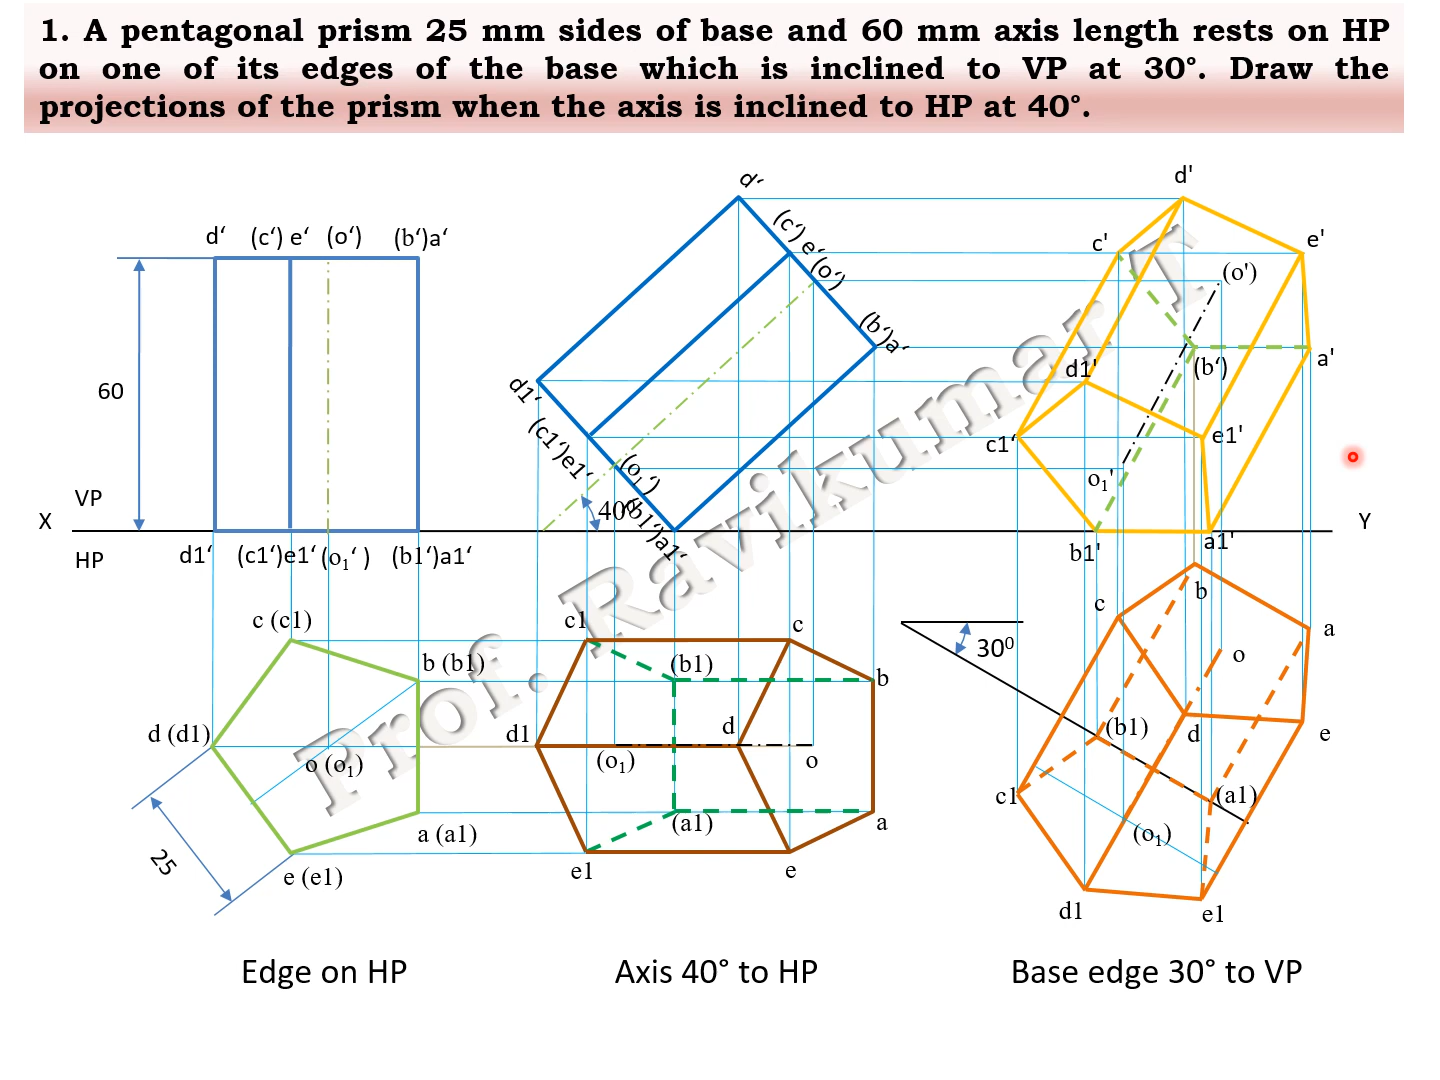 1. A pentagonal prism 25 mm sides of base and 60 mm axis length rests on HP
on one of its edges of the base which is inclined to VP at 30°. Draw the
projections of the prism when the axis is inclined to HP at 40°.
d‘ (c‘) e‘ (o‘) (b‘)a‘
60
VP
X
HP
d1‘ (c1‘)e1‘ (o₁‘ ) (b1‘)a1‘
c (c1)
b (b1)
d (d1)
o (o₁)
a (a1)
e (e1)
25
Edge on HP
d‘
(c‘) e‘
(o‘)
(b‘)a‘
d1‘
(c1‘)e1‘
(o₁‘)
40⁰
(b1‘)a1‘
c1
c
(b1)
b
d1
d
(o₁)
o
(a1)
a
e1
e
Axis 40° to HP
d'
c'
e'
(o')
(b‘)
a'
d1'
c1‘
e1'
o₁'
Y
b1'
a1'
b
c
a
30⁰
o
(b1)
d
e
c1
(a1)
(o₁)
d1
e1
Base edge 30° to VP
Prof. Ravikumar T